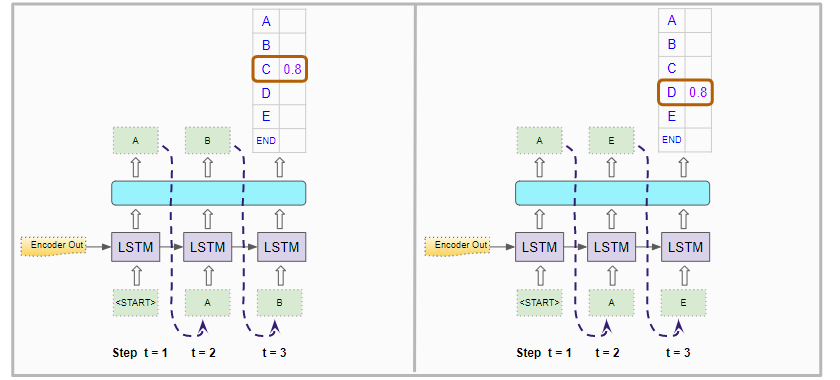 A
B
C 0.8
D
E
END
A B
Encoder Out LSTM LSTM LSTM
<START> A B
Step t = 1 t = 2 t = 3
A
B
C
D 0.8
E
END
A E
Encoder Out LSTM LSTM LSTM
<START> A E
Step t = 1 t = 2 t = 3